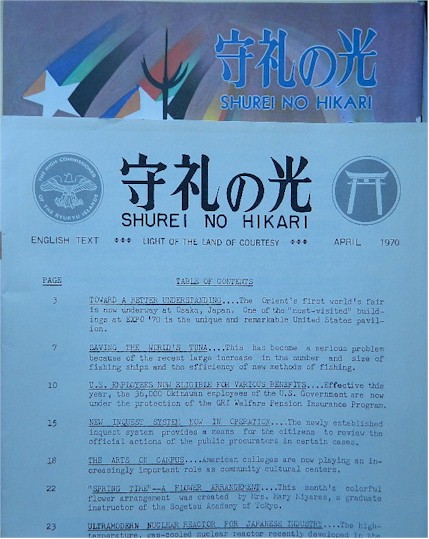 守礼の光
SHUREI NO HIKARI
THE HIGH COMMISSIONER
OF THE RYUKYU ISLANDS
守礼の光
SHUREI NO HIKARI
ENGLISH TEXT *** LIGHT OF THE LAND OF COURTESY *** APRIL 1970
PAGE TABLE OF CONTENTS
3 TOWARD A BETTER UNDERSTANDING....The Orient's first world's fair
is now underway at Osaka, Japan. One of the "most-visited" build-
ings at EXPO '70 is the unique and remarkable United States pavil-
ion.
7 SAVING THE WORLD'S TUNA....This has become a serious problem
because of the recent large increase in the number and size of
fishing ships and the efficiency of new methods of fishing.
10 U.S. EMPLOYEES NOW ELIGIBLE FOR VARIOUS BENEFITS....Effective this
year, the 36,000 Okinawan employees of the U.S. Government are now
under the protection of the GRI Welfare Pension Insurance Program.
15 NEW INQUEST SYSTEM NOW IN OPERATION....The newly established
inquest system provides a means for the citizens to review the
official actions of the public procurators in certain cases.
18 THE ARTS ON CAMPUS....American colleges are now playing an in-
creasingly important role as community cultural centers.
22 "SPRING TIME"--A FLOWER ARRANGEMENT....This month's colorful
flower arrangement was created by Mrs. Mary Miyares, a graduate
instructor of the Sogetsu Academy of Tokyo.
23 ULTRAMODERN NUCLEAR REACTOR FOR JAPANESE INDUSTRY....The high-
temperature, gas-cooled nuclear reactor recently developed in the